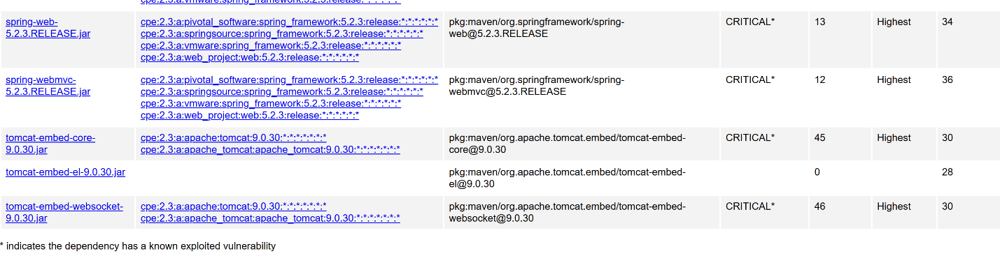 cpe:2.3:a:vmware:spring_framework:5.2.3:release:*:*:*:*:*:*
spring-web-5.2.3.RELEASE.jar
cpe:2.3:a:pivotal_software:spring_framework:5.2.3:release:*:*:*:*:*:*
cpe:2.3:a:springsource:spring_framework:5.2.3:release:*:*:*:*:*:*
cpe:2.3:a:vmware:spring_framework:5.2.3:release:*:*:*:*:*:*
cpe:2.3:a:web_project:web:5.2.3:release:*:*:*:*:*:*
pkg:maven/org.springframework/spring-
web@5.2.3.RELEASE
CRITICAL*
13
Highest
34
spring-webmvc-
5.2.3.RELEASE.jar
cpe:2.3:a:pivotal_software:spring_framework:5.2.3:release:*:*:*:*:*:*
cpe:2.3:a:springsource:spring_framework:5.2.3:release:*:*:*:*:*:*
cpe:2.3:a:vmware:spring_framework:5.2.3:release:*:*:*:*:*:*
cpe:2.3:a:web_project:web:5.2.3:release:*:*:*:*:*:*
pkg:maven/org.springframework/spring-
webmvc@5.2.3.RELEASE
CRITICAL*
12
Highest
36
tomcat-embed-core-
9.0.30.jar
cpe:2.3:a:apache:tomcat:9.0.30:*:*:*:*:*:*:*
cpe:2.3:a:apache_tomcat:apache_tomcat:9.0.30:*:*:*:*:*:*:*
pkg:maven/org.apache.tomcat.embed/tomcat-embed-
core@9.0.30
CRITICAL*
45
Highest
30
tomcat-embed-el-9.0.30.jar
pkg:maven/org.apache.tomcat.embed/tomcat-embed-
el@9.0.30
0
28
tomcat-embed-websocket-
9.0.30.jar
cpe:2.3:a:apache:tomcat:9.0.30:*:*:*:*:*:*:*
cpe:2.3:a:apache_tomcat:apache_tomcat:9.0.30:*:*:*:*:*:*:*
pkg:maven/org.apache.tomcat.embed/tomcat-embed-
websocket@9.0.30
CRITICAL*
46
Highest
30
* indicates the dependency has a known exploited vulnerability